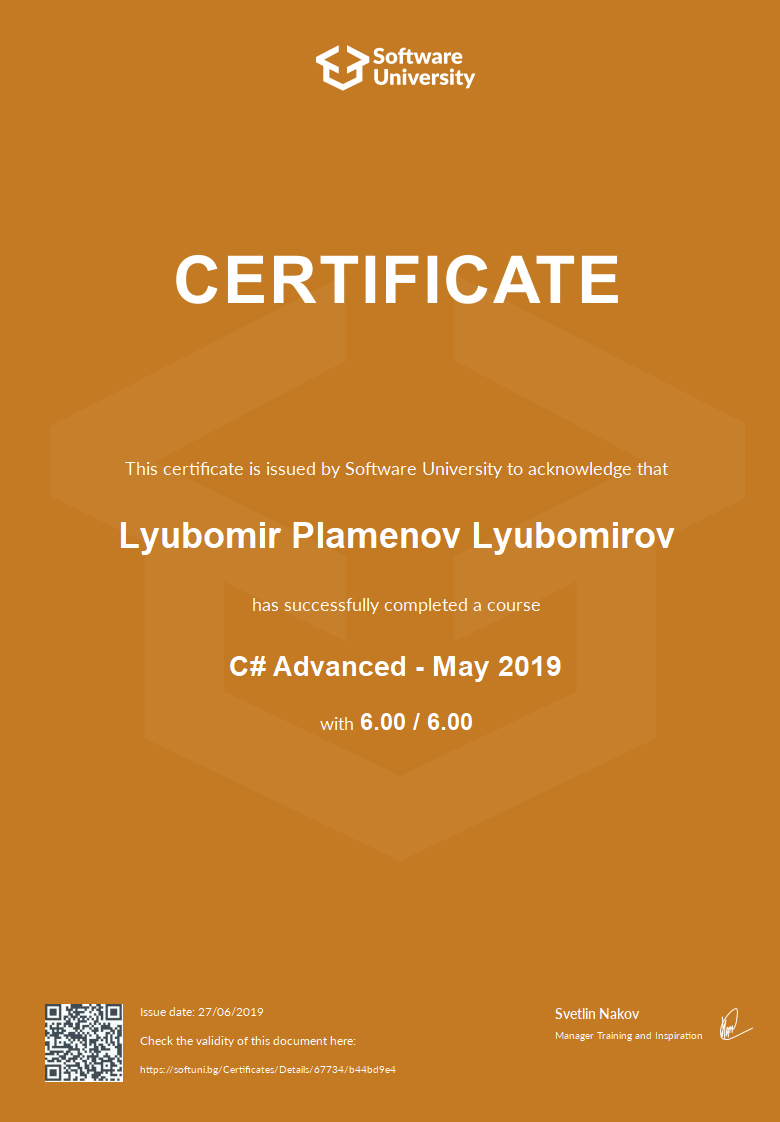 Software
University
CERTIFICATE
This certificate is issued by Software University to acknowledge that
Lyubomir Plamenov Lyubomirov
has successfully completed a course
C# Advanced - May 2019
with 6.00 / 6.00
Issue date: 27/06/2019
Check the validity of this document here:
https://softuni.bg/Certificates/Details/67734/b44bd9e4
Svetlin Nakov
Manager Training and Inspiration